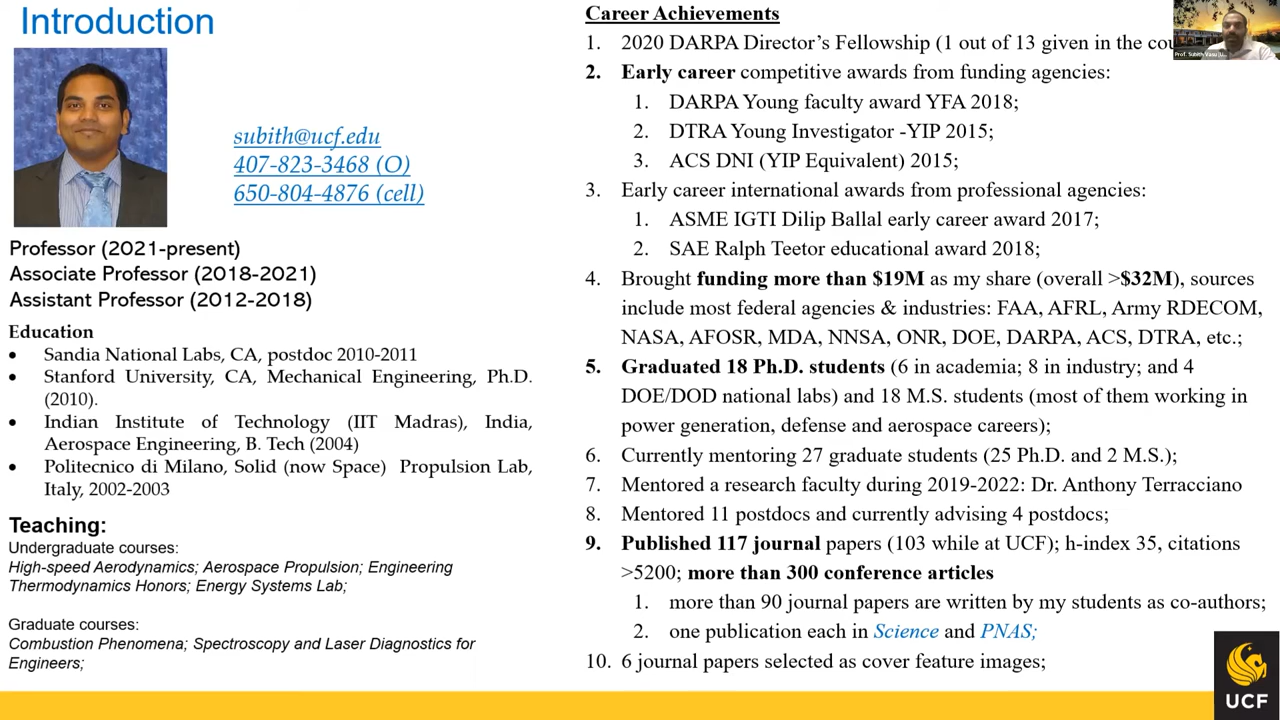 Introduction
subith@ucf.edu
407-823-3468 (O)
650-804-4876 (cell)
Professor (2021-present)
Associate Professor (2018-2021)
Assistant Professor (2012-2018)
Education
• Sandia National Labs, CA, postdoc 2010-2011
• Stanford University, CA, Mechanical Engineering, Ph.D.
(2010).
• Indian Institute of Technology (IIT Madras), India,
Aerospace Engineering, B. Tech (2004)
• Politecnico di Milano, Solid (now Space) Propulsion Lab,
Italy, 2002-2003
Teaching:
Undergraduate courses:
High-speed Aerodynamics; Aerospace Propulsion; Engineering
Thermodynamics Honors; Energy Systems Lab;
Graduate courses:
Combustion Phenomena; Spectroscopy and Laser Diagnostics for
Engineers;
Career Achievements
1. 2020 DARPA Director's Fellowship (1 out of 13 given in the
2. Early career competitive awards from funding agencies:
1. DARPA Young faculty award YFA 2018;
2. DTRA Young Investigator -YIP 2015;
3. ACS DNI (YIP Equivalent) 2015;
3. Early career international awards from professional agencies:
1. ASME IGTI Dilip Ballal early career award 2017;
2. SAE Ralph Teetor educational award 2018;
4. Brought funding more than $19M as my share (overall >$32M), sources
include most federal agencies & industries: FAA, AFRL, Army RDECOM,
NASA, AFOSR, MDA, NNSA, ONR, DOE, DARPA, ACS, DTRA, etc.;
5. Graduated 18 Ph.D. students (6 in academia; 8 in industry; and 4
DOE/DOD national labs) and 18 M.S. students (most of them working in
power generation, defense and aerospace careers);
6. Currently mentoring 27 graduate students (25 Ph.D. and 2 M.S.);
7. Mentored a research faculty during 2019-2022: Dr. Anthony Terracciano
8. Mentored 11 postdocs and currently advising 4 postdocs;
9. Published 117 journal papers (103 while at UCF); h-index 35, citations
>5200; more than 300 conference articles
1. more than 90 journal papers are written by my students as co-authors;
2. one publication each in Science and PNAS;
10. 6 journal papers selected as cover feature images;
Prof. Subith Vasu
UCF